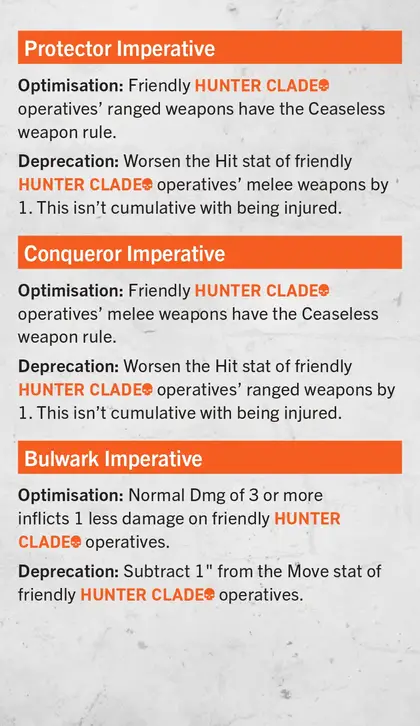 Protector Imperative
Optimisation: Friendly HUNTER CLADE
operatives’ ranged weapons have the Ceaseless
weapon rule.
Deprecation: Worsen the Hit stat of friendly
HUNTER CLADE operatives’ melee weapons by
1. This isn’t cumulative with being injured.
Conqueror Imperative
Optimisation: Friendly HUNTER CLADE
operatives’ melee weapons have the Ceaseless
weapon rule.
Deprecation: Worsen the Hit stat of friendly
HUNTER CLADE operatives’ ranged weapons by
1. This isn’t cumulative with being injured.
Bulwark Imperative
Optimisation: Normal Dmg of 3 or more
inflicts 1 less damage on friendly HUNTER
CLADE operatives.
Deprecation: Subtract 1" from the Move stat of
friendly HUNTER CLADE operatives.